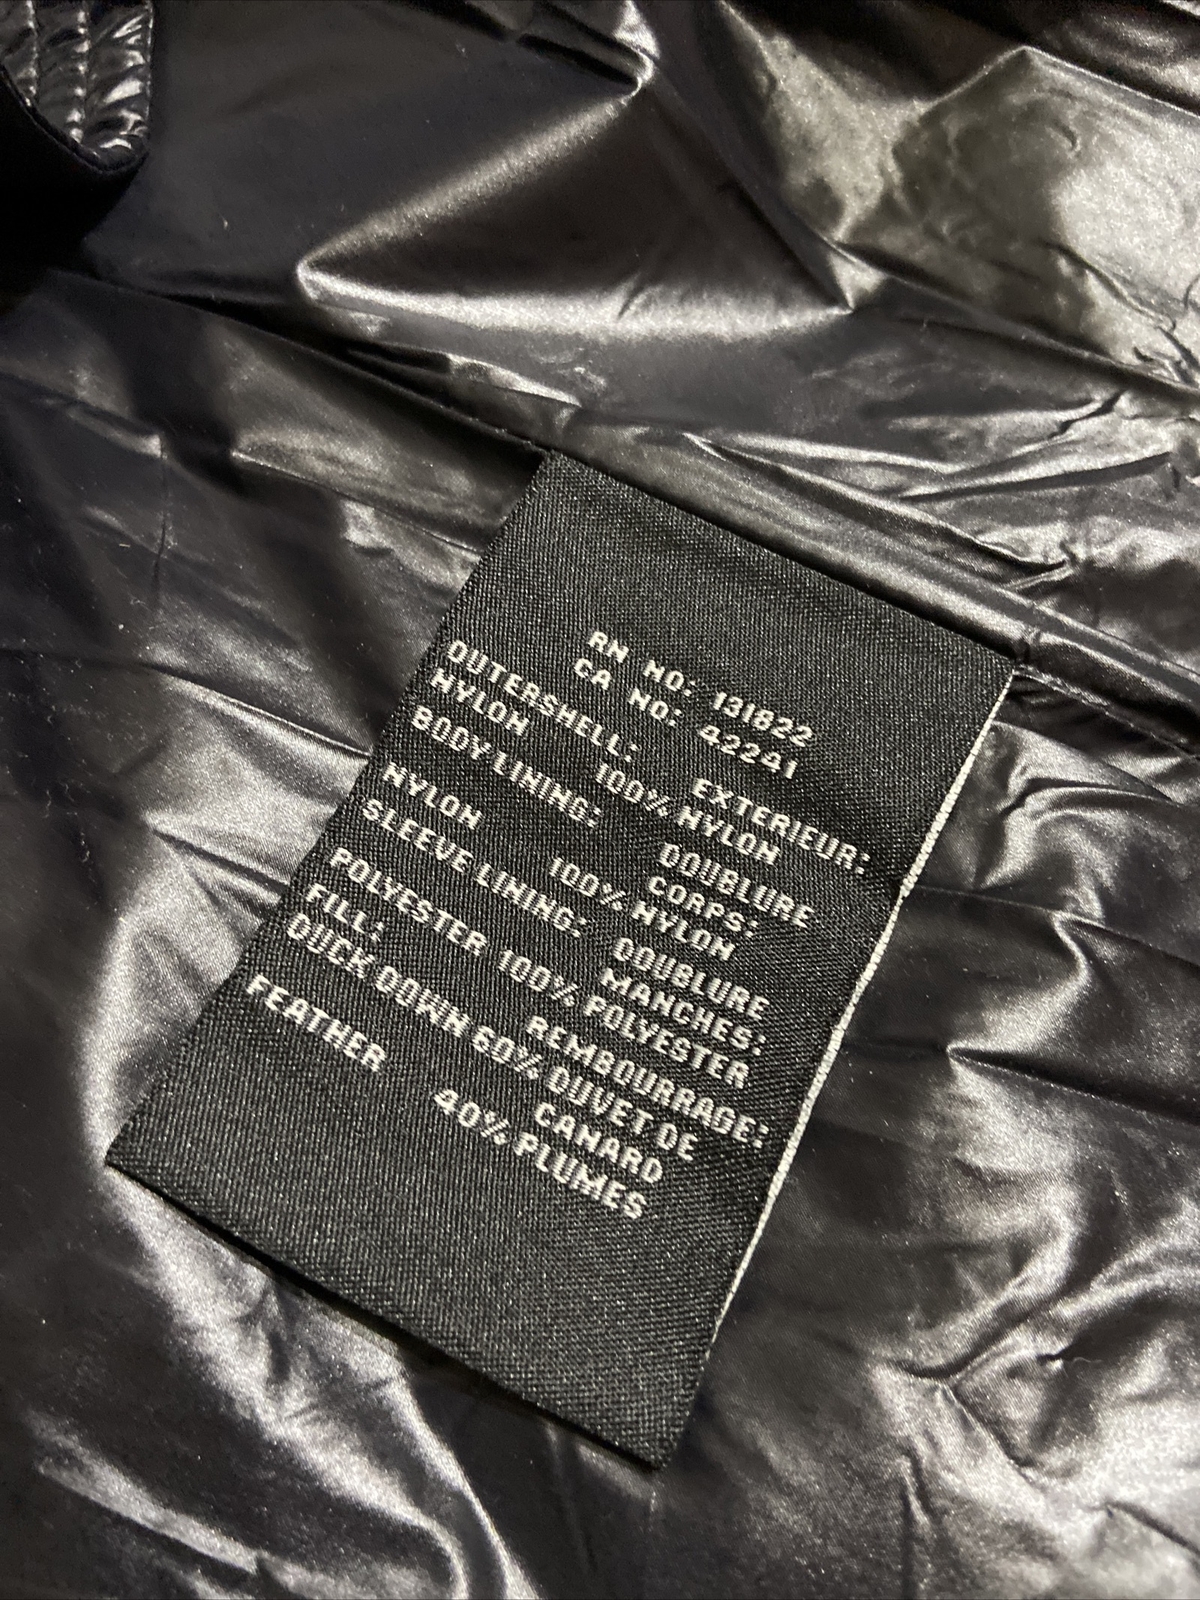 RN NO: 131622
CA NO: 42241
OUTERSHELL: EXTERIEUR:
NYLON 100% NYLON
BODY LINING: DOUBLURE
CORPS:
NYLON 100% NYLON
SLEEVE LINING: DOUBLURE
MANCHES:
POLYESTER 100% POLYESTER
FILL: REMBOURRAGE:
DUCK DOWN 60% DUVET DE
CANARD
FEATHER 40% PLUMES